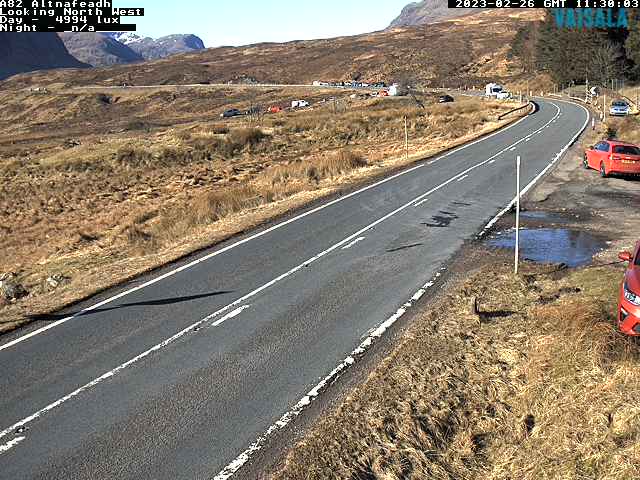 A82 Altnafeadh
Looking North West
Day - 4994 lux
Night - n/a
2023-02-26 GMT 11:30:03
VAISALA